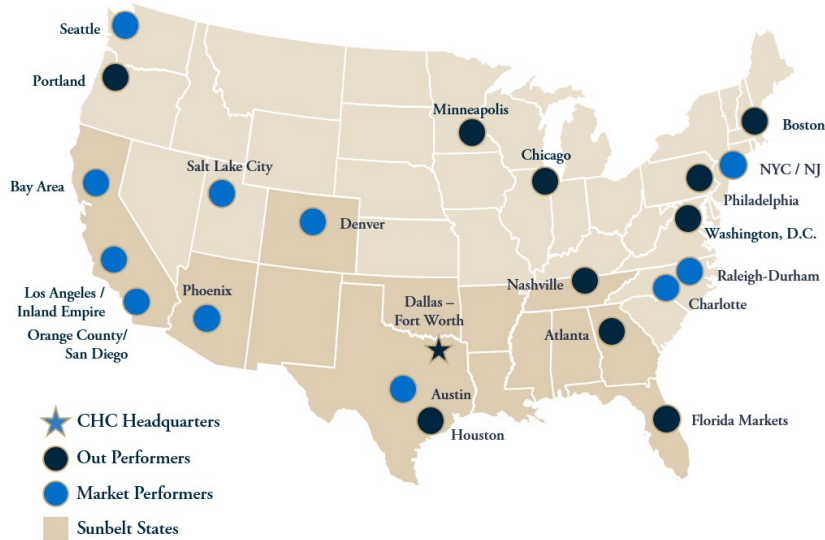 Seattle
Portland
Minneapolis
Boston
Chicago
NYC / NJ
Salt Lake City
Bay Area
Philadelphia
Denver
Washington, D.C.
Raleigh-Durham
Nashville
Charlotte
Los Angeles /
Inland Empire
Phoenix
Dallas –
Fort Worth
Orange County/
San Diego
Atlanta
Austin
Houston
Florida Markets
CHC Headquarters
Out Performers
Market Performers
Sunbelt States